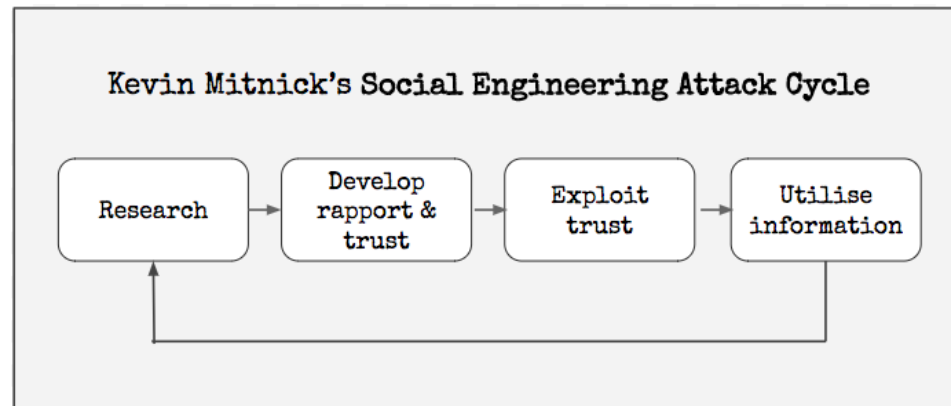 Kevin Mitnick's Social Engineering Attack Cycle
Research
Develop
rapport &
trust
Exploit
trust
Utilise
information